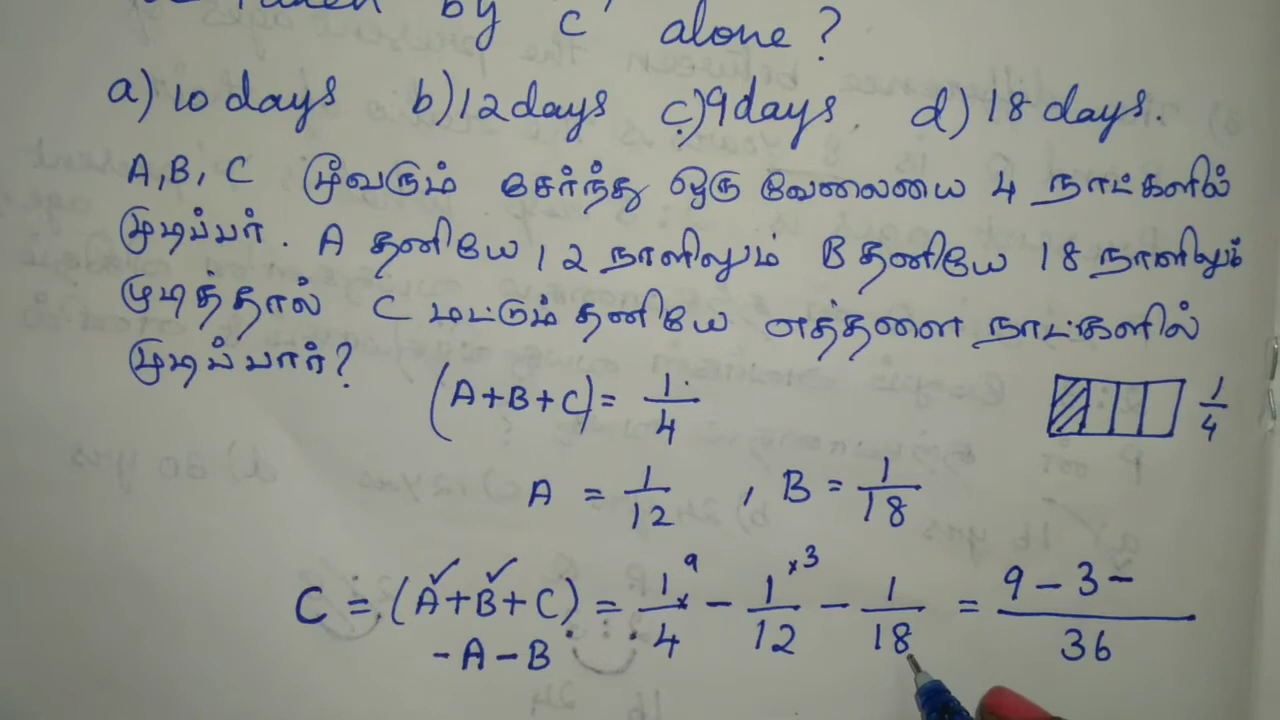 by C alone?
a) 10 days b) 12 days c) 9 days d) 18 days.
A, B, C மூவரும் சேர்ந்து ஒரு வேலையை 4 நாட்களில்
முடிப்பர். A தனியே 12 நாளிலும் B தனியே 18 நாளிலும்
முடித்தால் C மட்டும் தனியே எத்தனை நாட்களில்
முடிப்பார்?
(A+B+C) = 1/4 1/4
A = 1/12 , B = 1/18
C = (A+B+C) - A - B = 1/4 ×9 - 1/12 ×3 - 1/18 = 9 - 3 - / 36